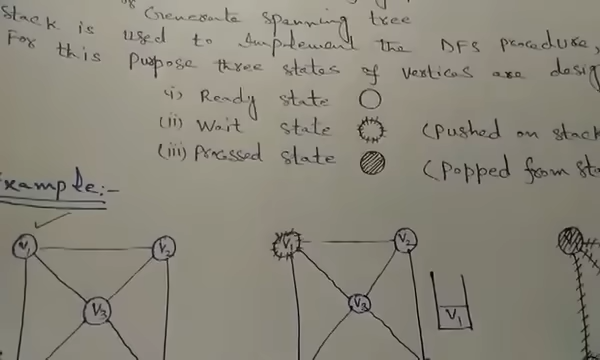 Generate spanning tree
Stack is used to implement the DFS procedure,
For this purpose three states of vertices are desig
(i) Ready state
(ii) Wait state (pushed on stack
(iii) Processed state (popped from sta
Example:-
V1 V2 V1 V2
V3 V3 V1